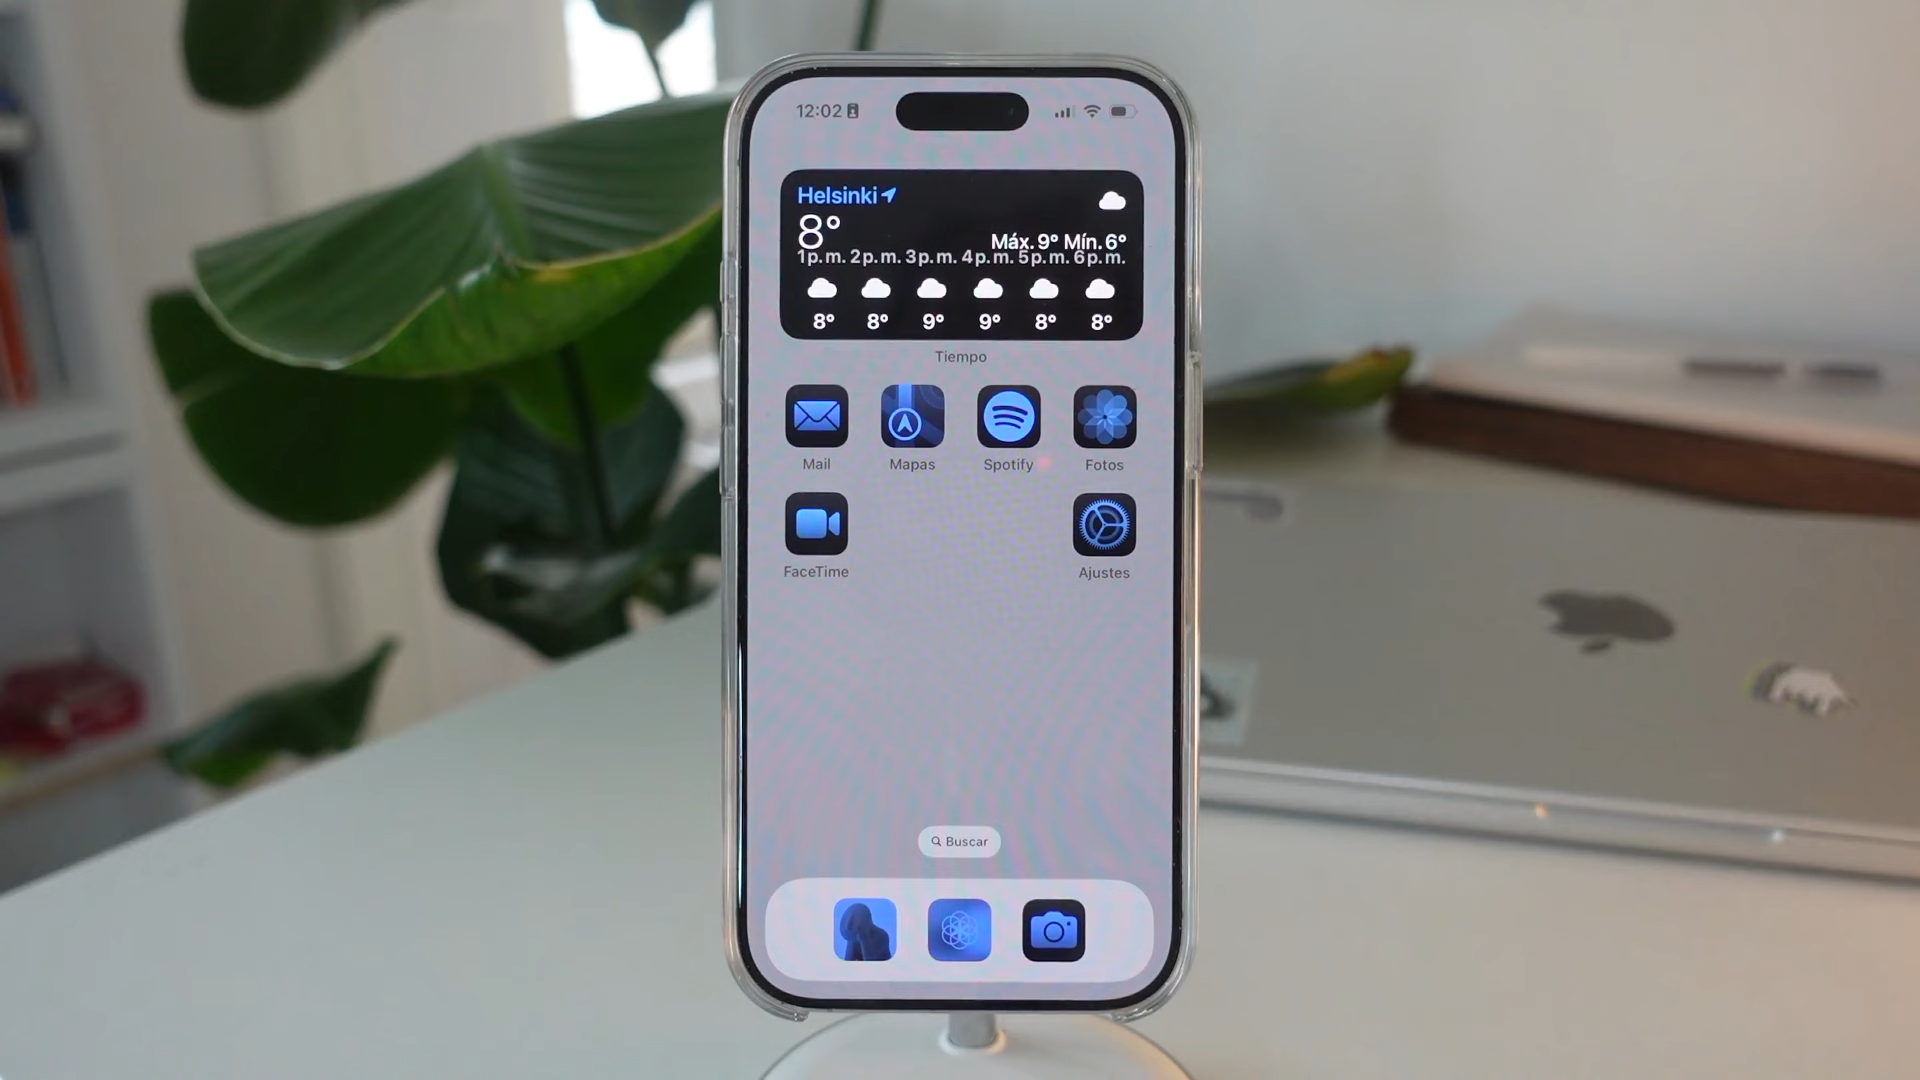 12:02
Helsinki
8°
Máx. 9° Mín. 6°
1p.m. 2p.m. 3p.m. 4p.m. 5p.m. 6p.m.
8° 8° 9° 9° 8° 8°
Tiempo
Mail Mapas Spotify Fotos
FaceTime Ajustes
Buscar